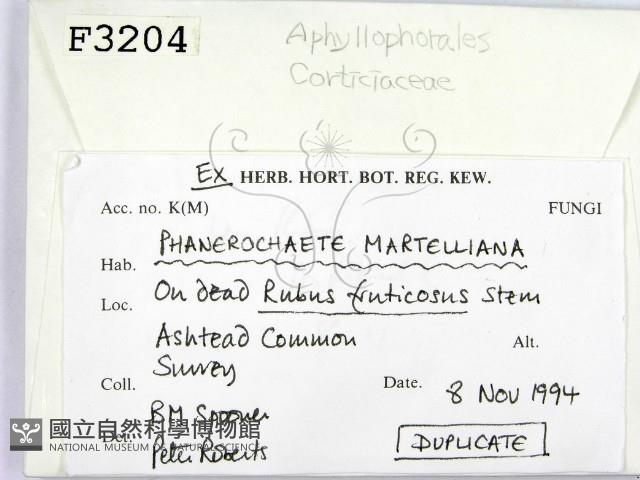 F3204
Aphyllophorales
Corticiaceae
Ex HERB. HORT. BOT. REG. KEW.
Acc. no. K(M) FUNGI
PHANEROCHAETE MARTELLIANA
Hab. On dead Rubus fruticosus stem
Loc. Ashtead Common Alt.
Surrey
Coll. BM Spooner Date. 8 Nov 1994
Det. Peter Roberts DUPLICATE
國立自然科學博物館
NATIONAL MUSEUM OF NATURAL SCIENCE